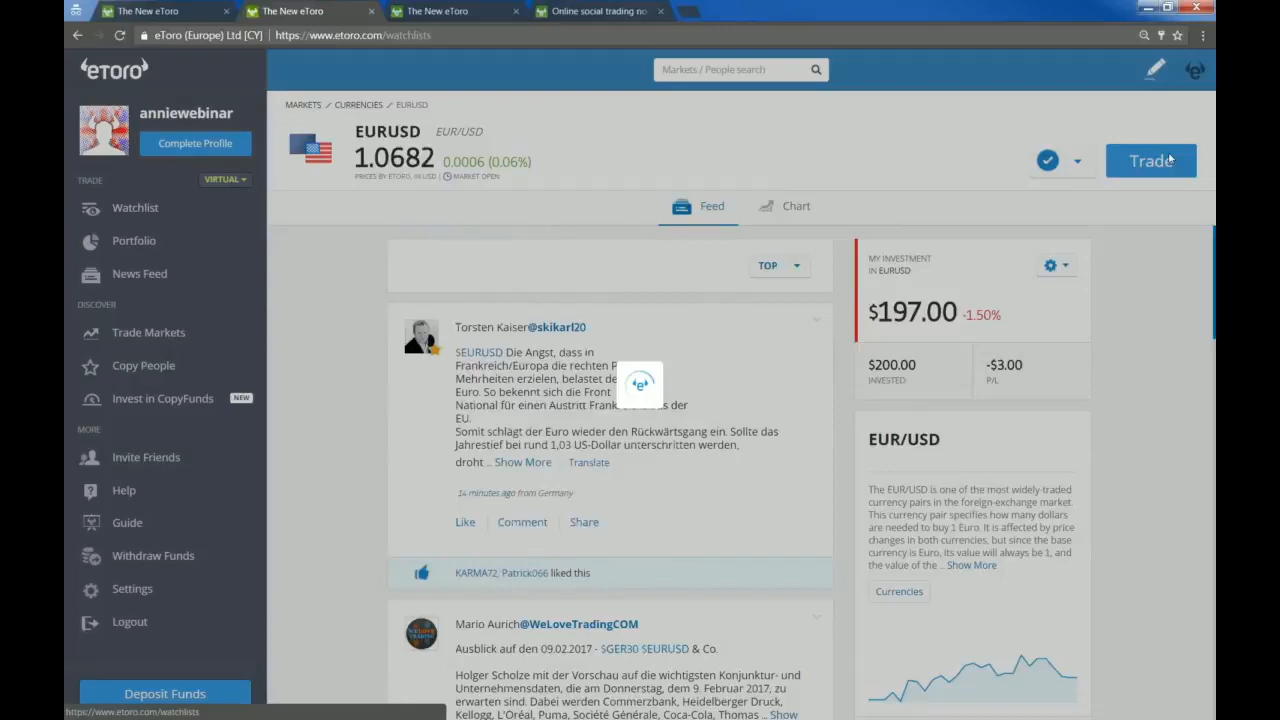 The New eToro
The New eToro
The New eToro
Online social trading ne
eToro (Europe) Ltd [CY]
https://www.etoro.com/watchlists
eToro
Markets / People search
anniewebinar
Complete Profile
TRADE
VIRTUAL
Watchlist
Portfolio
News Feed
DISCOVER
Trade Markets
Copy People
Invest in CopyFunds
NEW
MORE
Invite Friends
Help
Guide
Withdraw Funds
Settings
Logout
Deposit Funds
https://www.etoro.com/watchlists
MARKETS / CURRENCIES / EURUSD
EURUSD EUR/USD
1.0682 0.0006 (0.06%)
PRICES BY ETORO, IN USD | MARKET OPEN
Trade
Feed
Chart
TOP
Torsten Kaiser@skikarl20
$EURUSD Die Angst, dass in
Frankreich/Europa die rechten P
Mehrheiten erzielen, belastet de
Euro. So bekennt sich die Front
National für einen Austritt Frank der
EU.
Somit schlägt der Euro wieder den Rückwärtsgang ein. Sollte das
Jahrestief bei rund 1,03 US-Dollar unterschritten werden,
droht .. Show More Translate
14 minutes ago from Germany
Like
Comment
Share
KARMA72, Patrick066 liked this
Mario Aurich@WeLoveTradingCOM
Ausblick auf den 09.02.2017 - $GER30 $EURUSD & Co.
Holger Scholze mit der Vorschau auf die wichtigsten Konjunktur- und
Unternehmensdaten, die am Donnerstag, dem 9. Februar 2017, zu
erwarten sind. Dabei werden Commerzbank, Heidelberger Druck,
Kellogg, L'Oréal, Puma, Société Générale, Coca-Cola, Thomas .. Show
MY INVESTMENT
IN EURUSD
$197.00 -1.50%
$200.00
INVESTED
-$3.00
P/L
EUR/USD
The EUR/USD is one of the most widely-traded
currency pairs in the foreign-exchange market.
This currency pair specifies how many dollars
are needed to buy 1 Euro. It is affected by price
changes in both currencies, but since the base
currency is Euro, its value will always be 1, and
the value of the .. Show More
Currencies